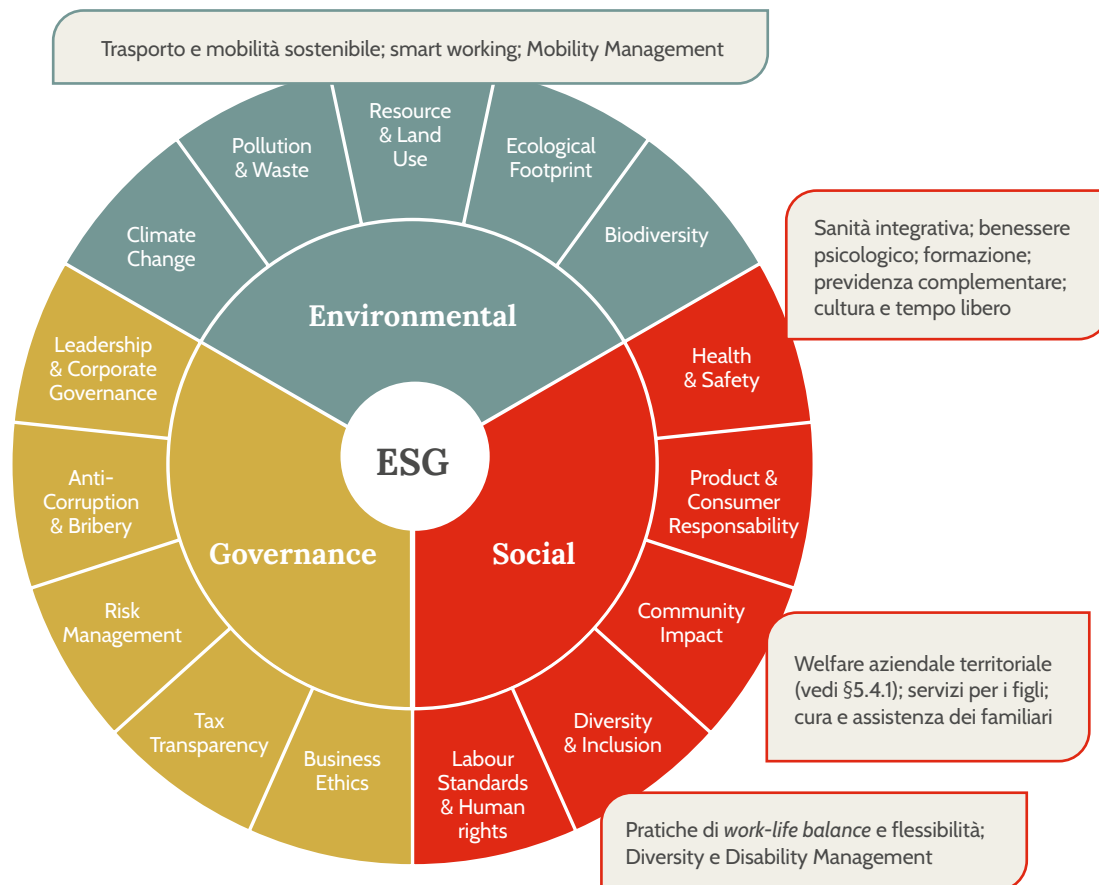 Trasporto e mobilità sostenibile; smart working; Mobility Management
Resource
& Land
Use
Pollution
& Waste
Ecological
Footprint
Climate
Change
Biodiversity
Sanità integrativa; benessere
psicologico; formazione;
previdenza complementare;
cultura e tempo libero
Environmental
Leadership
& Corporate
Governance
Health
& Safety
ESG
Anti-
Corruption
& Bribery
Product &
Consumer
Responsability
Governance
Social
Risk
Management
Community
Impact
Welfare aziendale territoriale
(vedi §5.4.1); servizi per i figli;
cura e assistenza dei familiari
Tax
Transparency
Diversity
& Inclusion
Business
Ethics
Labour
Standards
& Human
rights
Pratiche di work-life balance e flessibilità;
Diversity e Disability Management